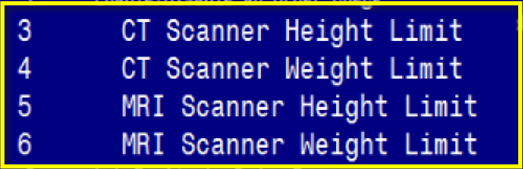 3 CT Scanner Height Limit
4 CT Scanner Weight Limit
5 MRI Scanner Height Limit
6 MRI Scanner Weight Limit